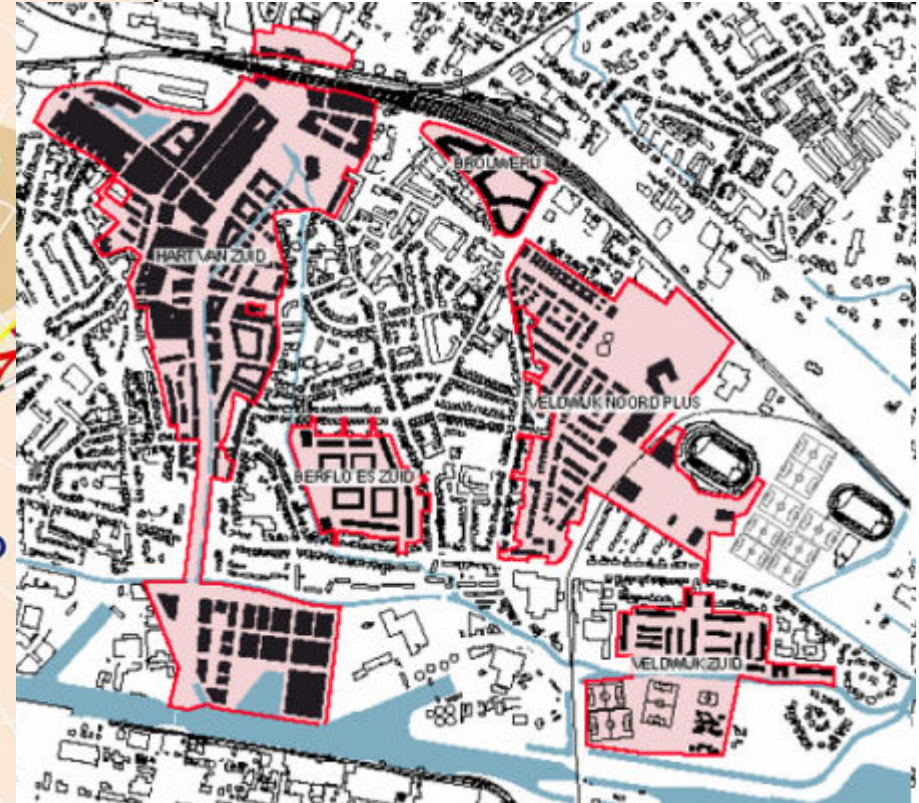 BROUWERIJ
HART VAN ZUID
VELDWIJK NOORD PLUS
BERFLO ES ZUID
VELDWIJK ZUID